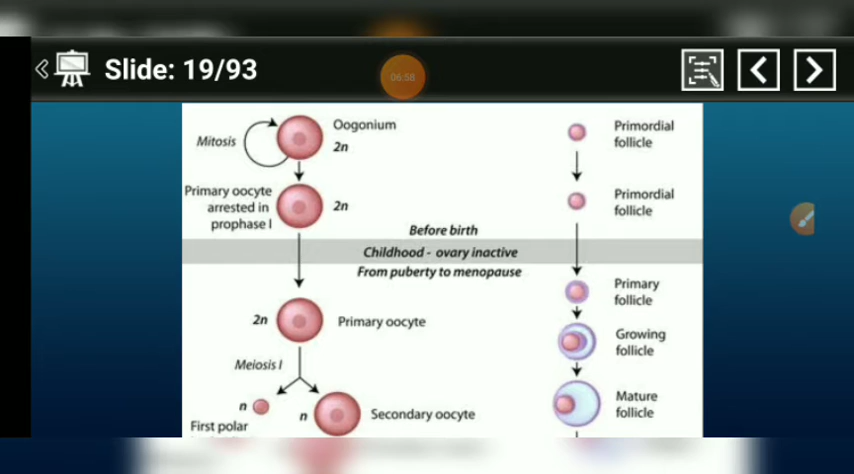 Slide: 19/93
06:58
Mitosis
Oogonium
2n
Primordial
follicle
Primary oocyte
arrested in
prophase I
2n
Primordial
follicle
Before birth
Childhood - ovary inactive
From puberty to menopause
2n
Primary oocyte
Primary
follicle
Growing
follicle
Meiosis I
n
First polar
n
Secondary oocyte
Mature
follicle